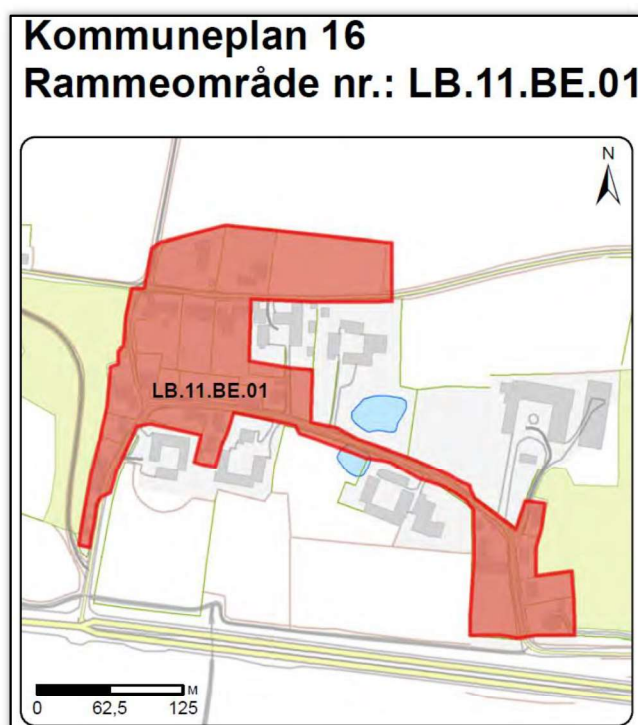 Kommuneplan 16
Rammeområde nr.: LB.11.BE.01
N
LB.11.BE.01
M
0 62,5 125